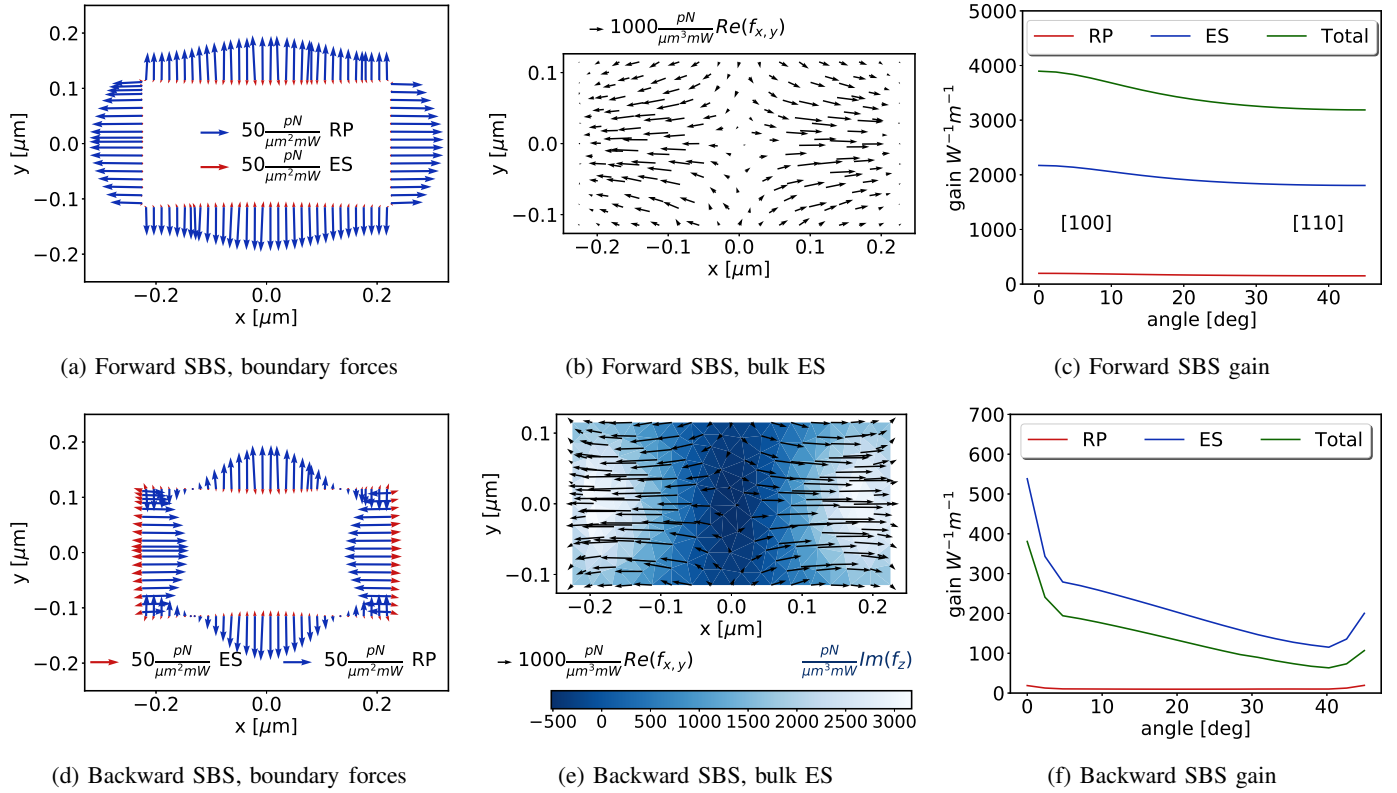 0.2
0.1
0.0
−0.1
−0.2
y [μm]
50 pN/μm²mW RP
50 pN/μm²mW ES
−0.2 0.0 0.2
x [μm]
(a) Forward SBS, boundary forces
1000 pN/μm³mW Re(f_{x, y})
0.1
0.0
−0.1
y [μm]
−0.2 −0.1 0.0 0.1 0.2
x [μm]
(b) Forward SBS, bulk ES
5000
4000
3000
2000
1000
0
gain W⁻¹m⁻¹
RP ES Total
[100] [110]
0 10 20 30 40
angle [deg]
(c) Forward SBS gain
0.2
0.1
0.0
−0.1
−0.2
y [μm]
50 pN/μm²mW ES 50 pN/μm²mW RP
−0.2 0.0 0.2
x [μm]
(d) Backward SBS, boundary forces
0.1
0.0
−0.1
y [μm]
−0.2 −0.1 0.0 0.1 0.2
x [μm]
1000 pN/μm³mW Re(f_{x, y}) pN/μm³mW Im(f_z)
−500 0 500 1000 1500 2000 2500 3000
(e) Backward SBS, bulk ES
700
600
500
400
300
200
100
0
gain W⁻¹m⁻¹
RP ES Total
0 10 20 30 40
angle [deg]
(f) Backward SBS gain